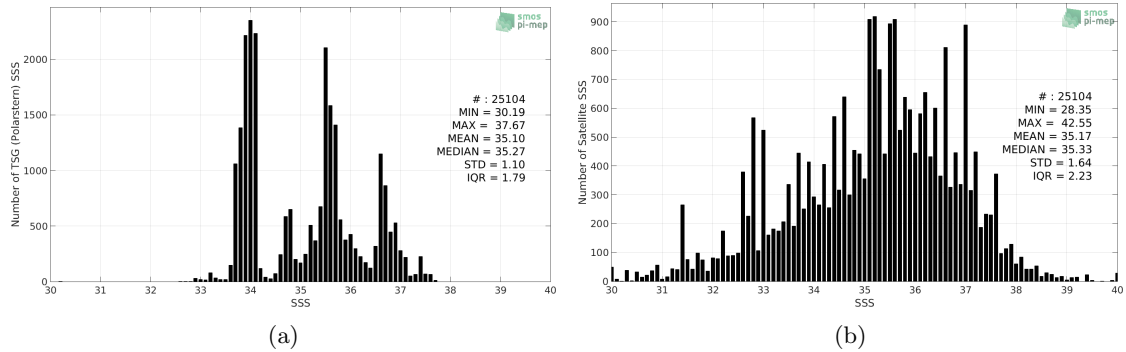 smos
pi-mep
Number of TSG (Polarstern) SSS
2000
1500
1000
500
0
# : 25104
MIN = 30.19
MAX = 37.67
MEAN = 35.10
MEDIAN = 35.27
STD = 1.10
IQR = 1.79
30 31 32 33 34 35 36 37 38 39 40
SSS
(a)
smos
pi-mep
Number of Satellite SSS
900
800
700
600
500
400
300
200
100
0
# : 25104
MIN = 28.35
MAX = 42.55
MEAN = 35.17
MEDIAN = 35.33
STD = 1.64
IQR = 2.23
30 31 32 33 34 35 36 37 38 39 40
SSS
(b)